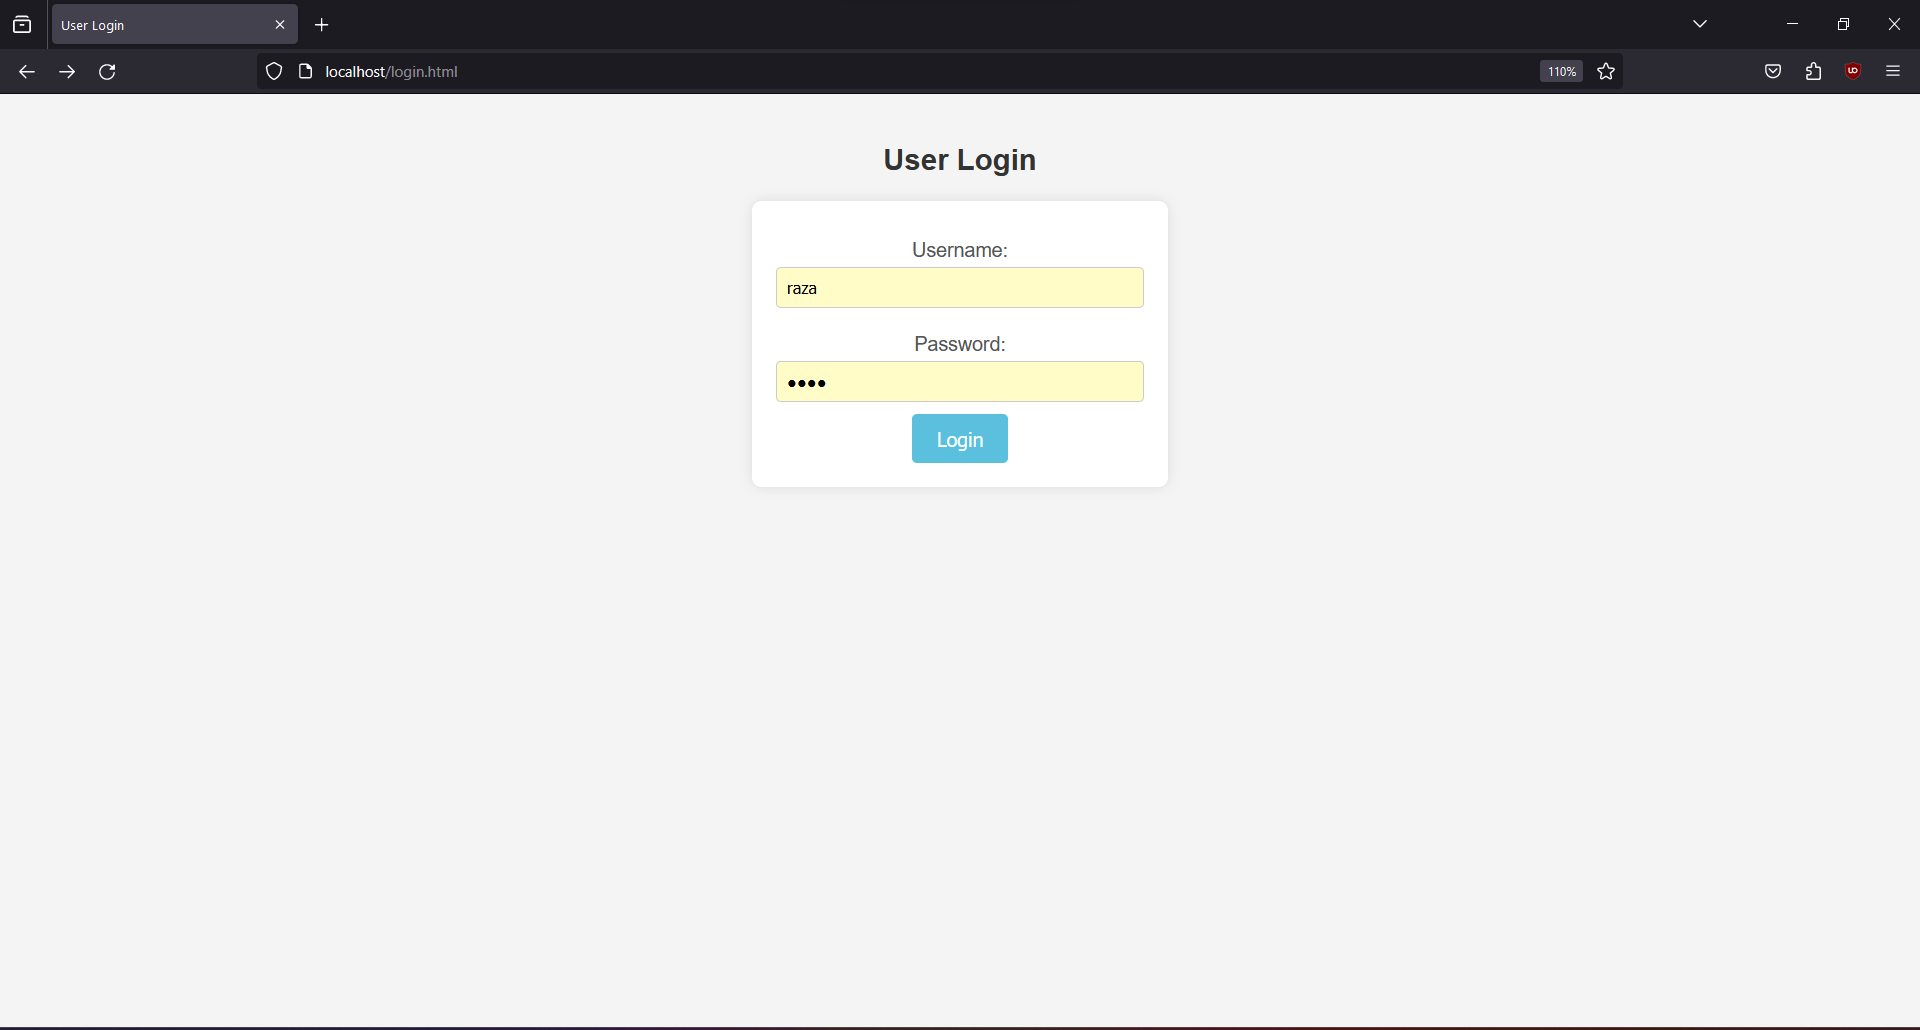 User Login
localhost/login.html
110%
User Login
Username:
raza
Password:
••••
Login